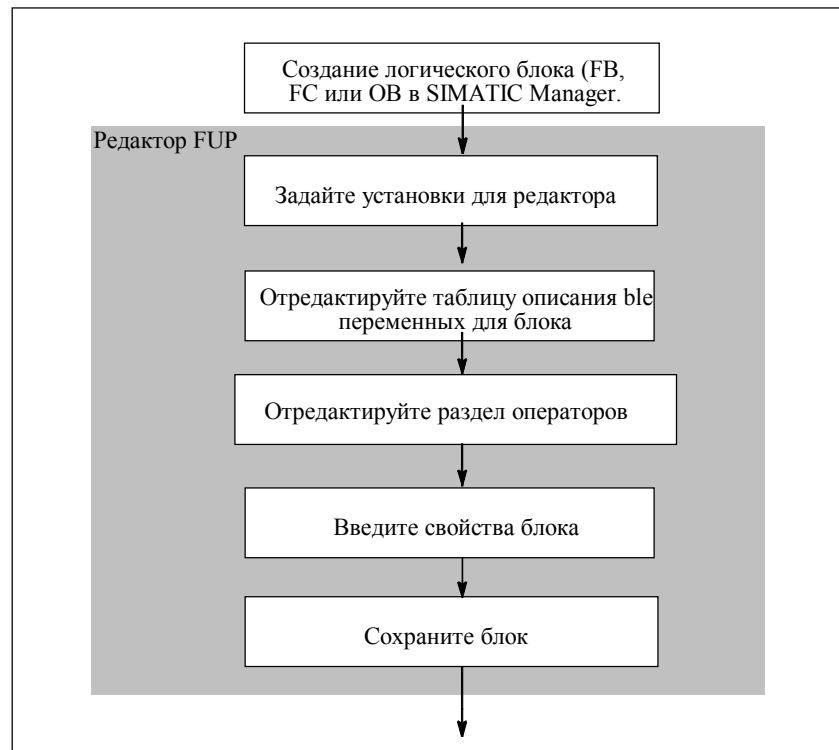 Создание логического блока (FB,
FC или OB в SIMATIC Manager.
Редактор FUP
Задайте установки для редактора
Отредактируйте таблицу описания ble
переменных для блока
Отредактируйте раздел операторов
Введите свойства блока
Сохраните блок